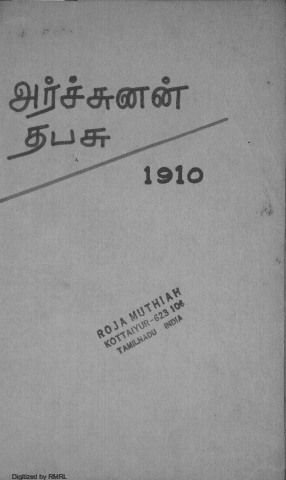 அர்ச்சுனன்
தபசு
1910
ROJA MUTHIAH
KOTTAIYUR-623 106
TAMILNADU INDIA
Digitized by RMRL